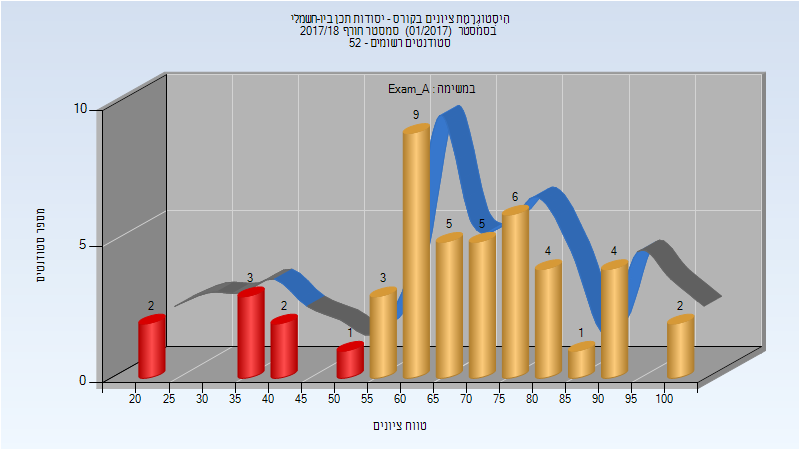 היסטוגרמת ציונים בקורס - יסודות תכן ביו-חשמלי
בסמסטר (01/2017) סמסטר חורף 2017/18
סטודנטים רשומים - 52
במשימה : Exam_A
מספר סטודנטים
10
5
0
2
3
2
1
3
9
5
5
6
4
1
4
2
20 25 30 35 40 45 50 55 60 65 70 75 80 85 90 95 100
טווח ציונים